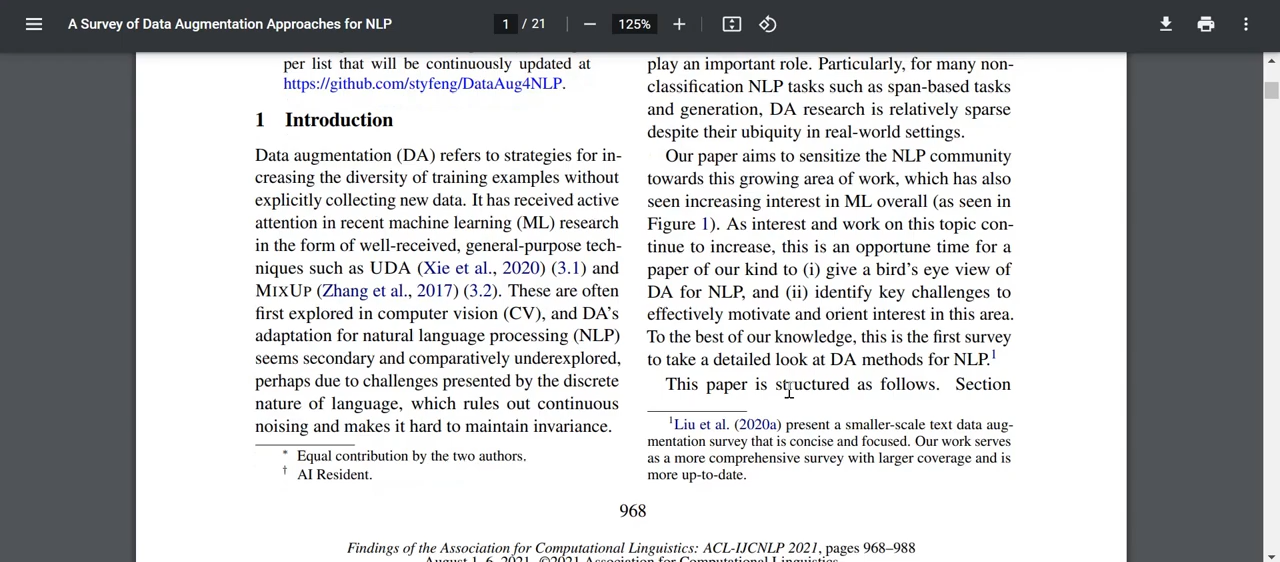 A Survey of Data Augmentation Approaches for NLP
1 / 21
125%
per list that will be continuously updated at
https://github.com/styfeng/DataAug4NLP.
1 Introduction
Data augmentation (DA) refers to strategies for in-
creasing the diversity of training examples without
explicitly collecting new data. It has received active
attention in recent machine learning (ML) research
in the form of well-received, general-purpose tech-
niques such as UDA (Xie et al., 2020) (3.1) and
MIXUP (Zhang et al., 2017) (3.2). These are often
first explored in computer vision (CV), and DA's
adaptation for natural language processing (NLP)
seems secondary and comparatively underexplored,
perhaps due to challenges presented by the discrete
nature of language, which rules out continuous
noising and makes it hard to maintain invariance.
* Equal contribution by the two authors.
† AI Resident.
play an important role. Particularly, for many non-
classification NLP tasks such as span-based tasks
and generation, DA research is relatively sparse
despite their ubiquity in real-world settings.
Our paper aims to sensitize the NLP community
towards this growing area of work, which has also
seen increasing interest in ML overall (as seen in
Figure 1). As interest and work on this topic con-
tinue to increase, this is an opportune time for a
paper of our kind to (i) give a bird's eye view of
DA for NLP, and (ii) identify key challenges to
effectively motivate and orient interest in this area.
To the best of our knowledge, this is the first survey
to take a detailed look at DA methods for NLP.1
This paper is structured as follows. Section
1Liu et al. (2020a) present a smaller-scale text data aug-
mentation survey that is concise and focused. Our work serves
as a more comprehensive survey with larger coverage and is
more up-to-date.
968
Findings of the Association for Computational Linguistics: ACL-IJCNLP 2021, pages 968–988
August 1–6, 2021. ©2021 Association for Computational Linguistics